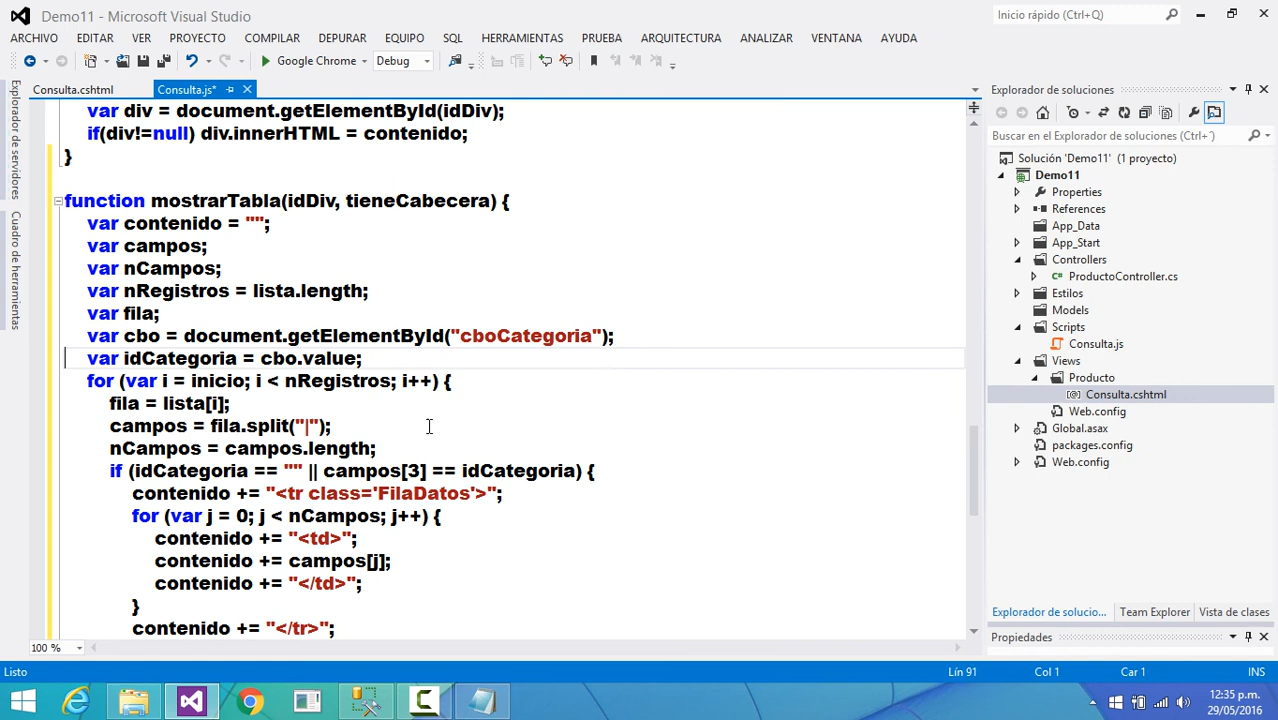 Demo11 - Microsoft Visual Studio
Inicio rápido (Ctrl+Q)
ARCHIVO EDITAR VER PROYECTO COMPILAR DEPURAR EQUIPO SQL HERRAMIENTAS PRUEBA ARQUITECTURA ANALIZAR VENTANA AYUDA
Google Chrome Debug
Consulta.cshtml Consulta.js*
Explorador de servidores
Cuadro de herramientas
var div = document.getElementById(idDiv);
if(div!=null) div.innerHTML = contenido;
}
function mostrarTabla(idDiv, tieneCabecera) {
var contenido = "";
var campos;
var nCampos;
var nRegistros = lista.length;
var fila;
var cbo = document.getElementById("cboCategoria");
var idCategoria = cbo.value;
for (var i = inicio; i < nRegistros; i++) {
fila = lista[i];
campos = fila.split("|");
nCampos = campos.length;
if (idCategoria == "" || campos[3] == idCategoria) {
contenido += "<tr class='FilaDatos'>";
for (var j = 0; j < nCampos; j++) {
contenido += "<td>";
contenido += campos[j];
contenido += "</td>";
}
contenido += "</tr>";
100 %
Explorador de soluciones
Buscar en el Explorador de soluciones (Ctrl+´)
Solución 'Demo11' (1 proyecto)
Demo11
Properties
References
App_Data
App_Start
Controllers
ProductoController.cs
Estilos
Models
Scripts
Consulta.js
Views
Producto
Consulta.cshtml
Web.config
Global.asax
packages.config
Web.config
Explorador de solucio... Team Explorer Vista de clases
Propiedades
Listo Lín 91 Col 1 Car 1 INS
12:35 p.m.
29/05/2016